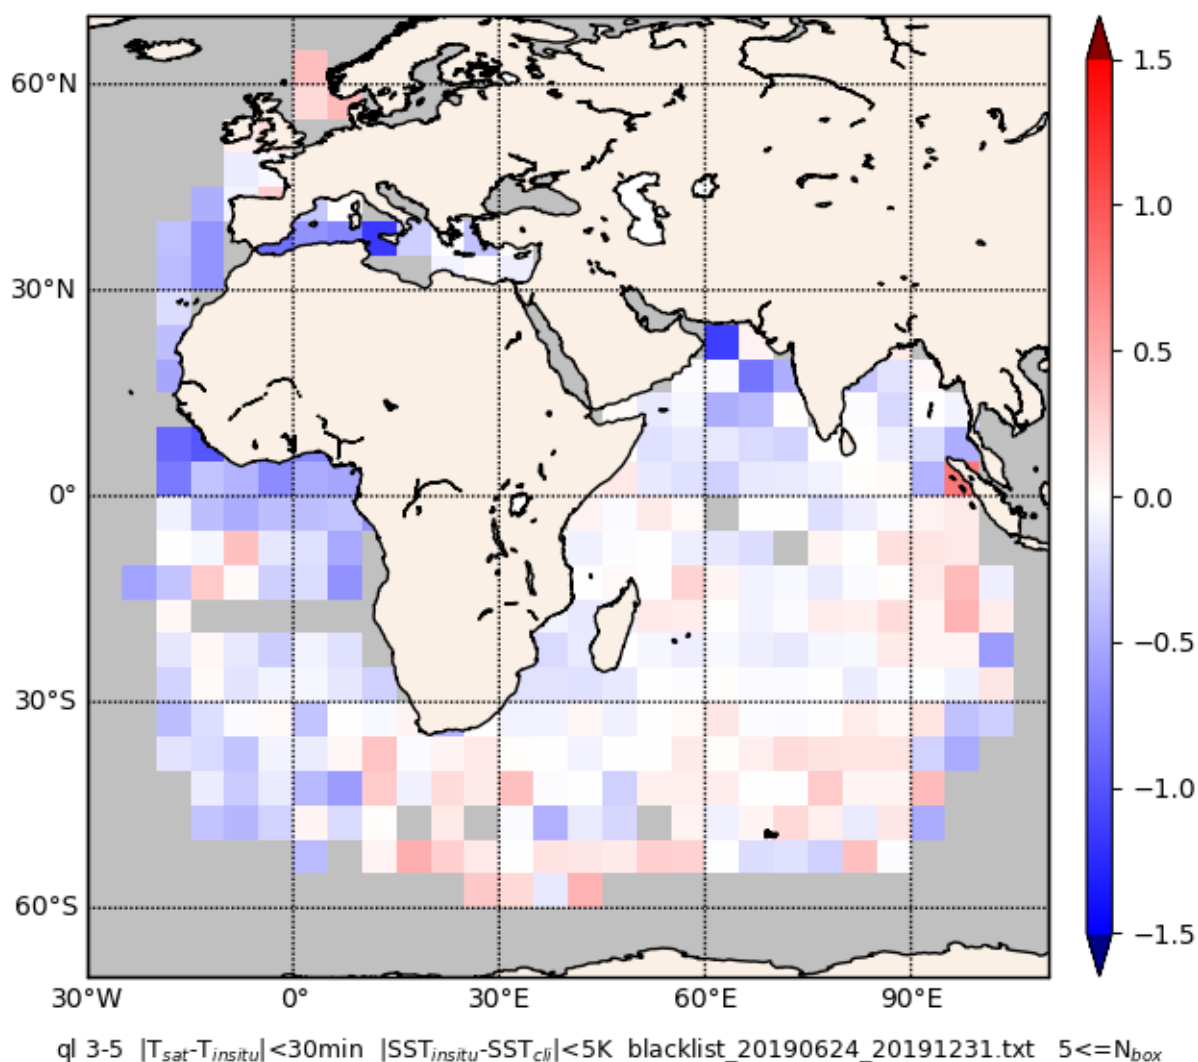 60°N
30°N
0°
30°S
60°S
30°W 0° 30°E 60°E 90°E
1.5
1.0
0.5
0.0
−0.5
−1.0
−1.5
ql 3-5 |T_sat-T_insitu|<30min |SST_insitu-SST_cli|<5K blacklist_20190624_20191231.txt 5<=N_box